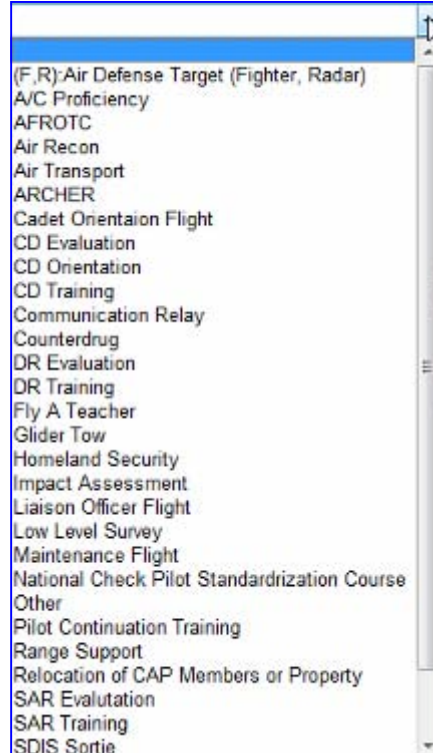 (F,R):Air Defense Target (Fighter, Radar)
A/C Proficiency
AFROTC
Air Recon
Air Transport
ARCHER
Cadet Orientaion Flight
CD Evaluation
CD Orientation
CD Training
Communication Relay
Counterdrug
DR Evaluation
DR Training
Fly A Teacher
Glider Tow
Homeland Security
Impact Assessment
Liaison Officer Flight
Low Level Survey
Maintenance Flight
National Check Pilot Standardrization Course
Other
Pilot Continuation Training
Range Support
Relocation of CAP Members or Property
SAR Evalutation
SAR Training
SDIS Sortie